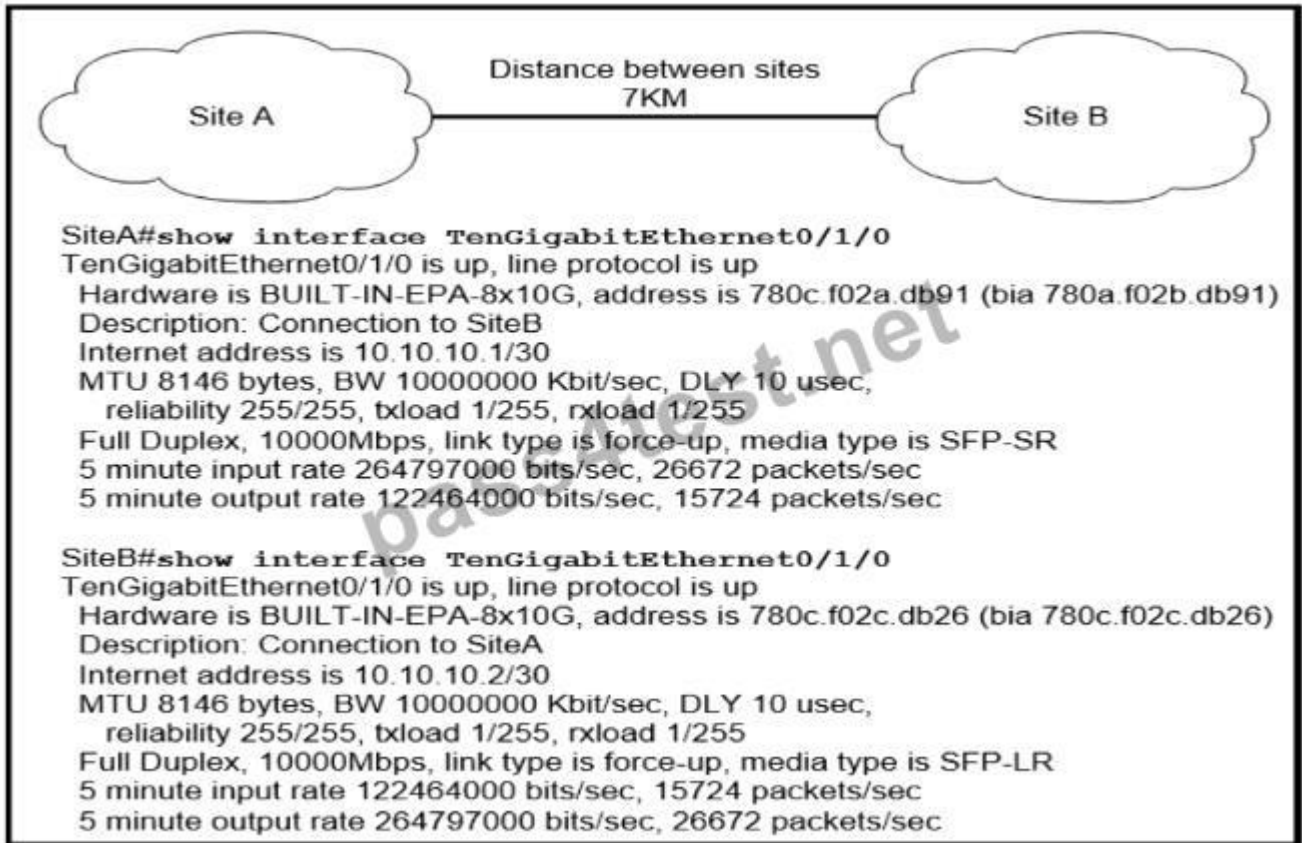 Distance between sites
7KM
Site A
Site B
SiteA#show interface TenGigabitEthernet0/1/0
TenGigabitEthernet0/1/0 is up, line protocol is up
Hardware is BUILT-IN-EPA-8x10G, address is 780c.f02a.db91 (bia 780a.f02b.db91)
Description: Connection to SiteB
Internet address is 10.10.10.1/30
MTU 8146 bytes, BW 10000000 Kbit/sec, DLY 10 usec,
reliability 255/255, txload 1/255, rxload 1/255
Full Duplex, 10000Mbps, link type is force-up, media type is SFP-SR
5 minute input rate 264797000 bits/sec, 26672 packets/sec
5 minute output rate 122464000 bits/sec, 15724 packets/sec
SiteB#show interface TenGigabitEthernet0/1/0
TenGigabitEthernet0/1/0 is up, line protocol is up
Hardware is BUILT-IN-EPA-8x10G, address is 780c.f02c.db26 (bia 780c.f02c.db26)
Description: Connection to SiteA
Internet address is 10.10.10.2/30
MTU 8146 bytes, BW 10000000 Kbit/sec, DLY 10 usec,
reliability 255/255, txload 1/255, rxload 1/255
Full Duplex, 10000Mbps, link type is force-up, media type is SFP-LR
5 minute input rate 122464000 bits/sec, 15724 packets/sec
5 minute output rate 264797000 bits/sec, 26672 packets/sec
pass4test.net